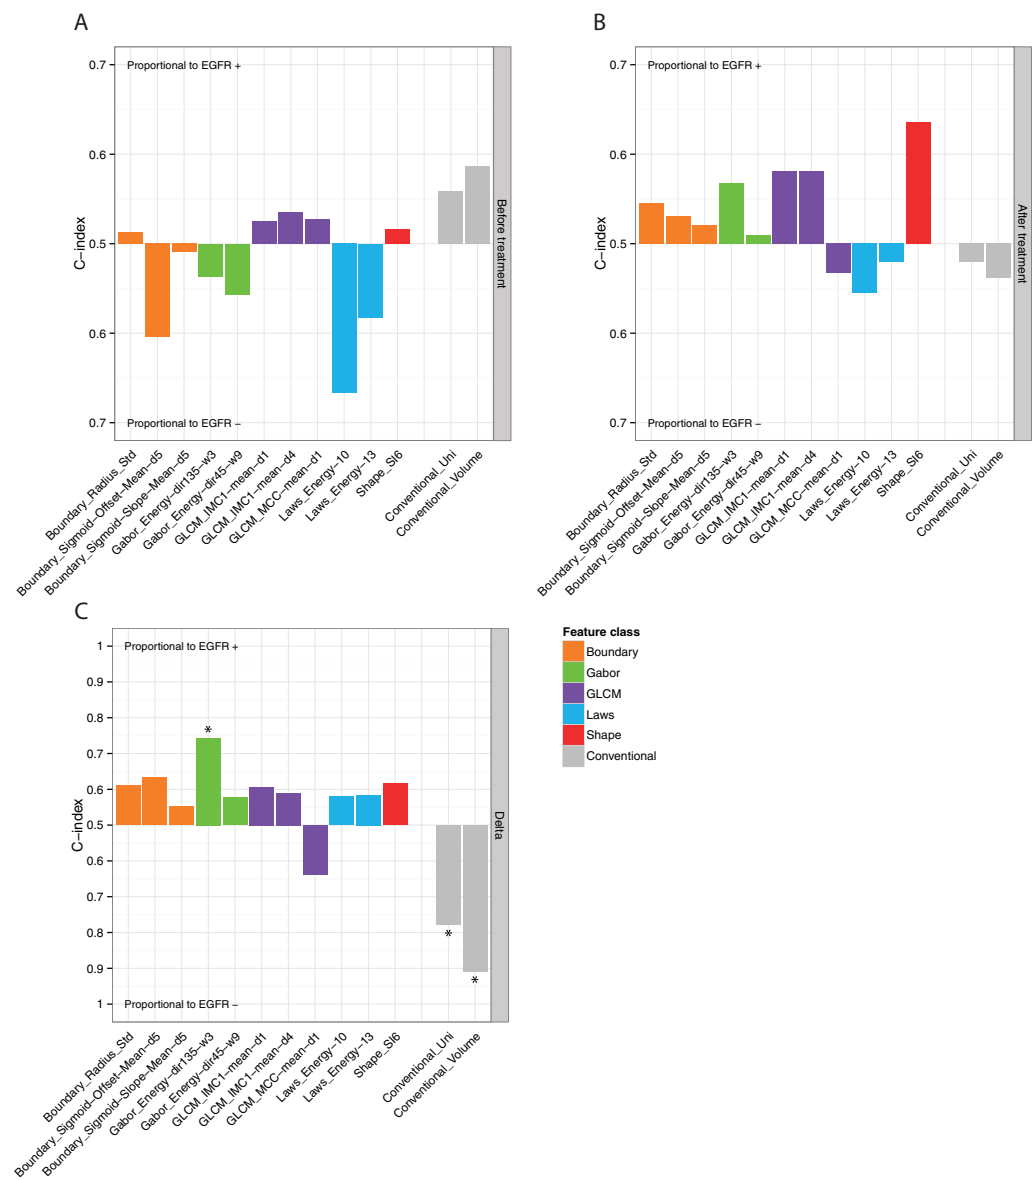 A
0.7
0.6
0.5
0.6
0.7
C−index
Proportional to EGFR +
Proportional to EGFR −
Before treatment
Boundary_Radius_Std
Boundary_Sigmoid−Offset−Mean−d5
Boundary_Sigmoid−Slope−Mean−d5
Gabor_Energy−dir135−w3
Gabor_Energy−dir45−w9
GLCM_IMC1−mean−d1
GLCM_IMC1−mean−d4
GLCM_MCC−mean−d1
Laws_Energy−10
Laws_Energy−13
Shape_SI6
Conventional_Uni
Conventional_Volume
B
0.7
0.6
0.5
0.6
0.7
C−index
Proportional to EGFR +
Proportional to EGFR −
After treatment
Boundary_Radius_Std
Boundary_Sigmoid−Offset−Mean−d5
Boundary_Sigmoid−Slope−Mean−d5
Gabor_Energy−dir135−w3
Gabor_Energy−dir45−w9
GLCM_IMC1−mean−d1
GLCM_IMC1−mean−d4
GLCM_MCC−mean−d1
Laws_Energy−10
Laws_Energy−13
Shape_SI6
Conventional_Uni
Conventional_Volume
C
1
0.9
0.8
0.7
0.6
0.5
0.6
0.7
0.8
0.9
1
C−index
Proportional to EGFR +
*
*
*
Proportional to EGFR −
Delta
Boundary_Radius_Std
Boundary_Sigmoid−Offset−Mean−d5
Boundary_Sigmoid−Slope−Mean−d5
Gabor_Energy−dir135−w3
Gabor_Energy−dir45−w9
GLCM_IMC1−mean−d1
GLCM_IMC1−mean−d4
GLCM_MCC−mean−d1
Laws_Energy−10
Laws_Energy−13
Shape_SI6
Conventional_Uni
Conventional_Volume
Feature class
Boundary
Gabor
GLCM
Laws
Shape
Conventional